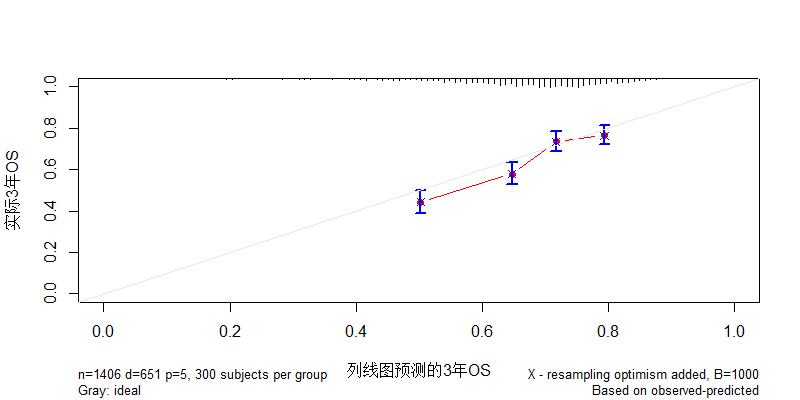 1.0
0.8
0.6
0.4
0.2
0.0
实际3年OS
0.0 0.2 0.4 0.6 0.8 1.0
列线图预测的3年OS
n=1406 d=651 p=5, 300 subjects per group
Gray: ideal
X - resampling optimism added, B=1000
Based on observed-predicted